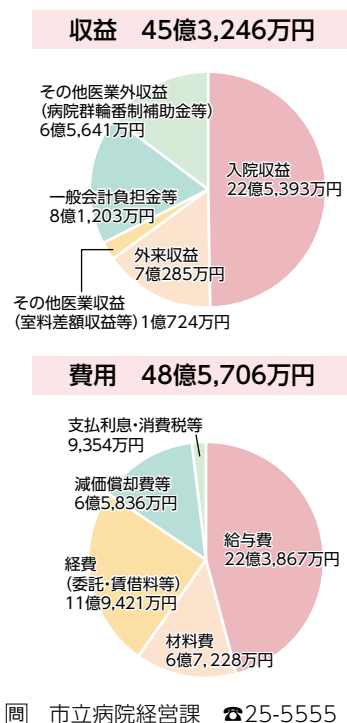 収益 45億3,246万円
その他医業外収益
(病院群輪番制補助金等)
6億5,641万円
入院収益
22億5,393万円
一般会計負担金等
8億1,203万円
外来収益
7億285万円
その他医業収益
(室料差額収益等)1億724万円
費用 48億5,706万円
支払利息・消費税等
9,354万円
減価償却費等
6億5,836万円
給与費
22億3,867万円
経費
(委託・賃借料等)
11億9,421万円
材料費
6億7,228万円
問 市立病院経営課 ☎25-5555